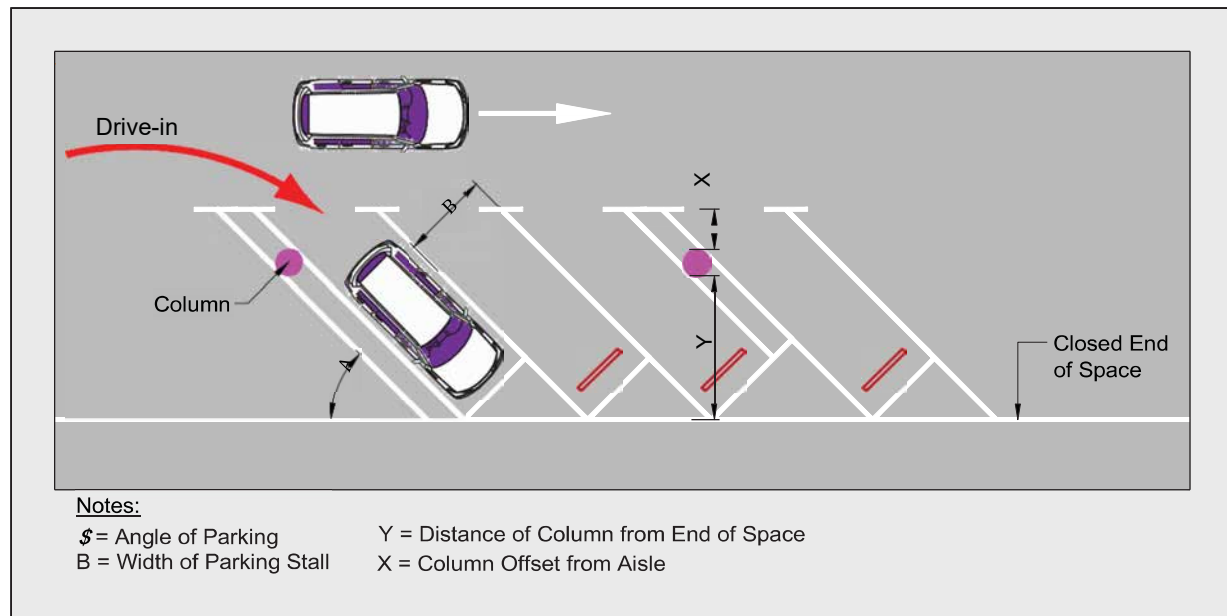 Drive-in
B
X
Column
Y
A
Closed End
of Space
Notes:
$ = Angle of Parking
B = Width of Parking Stall
Y = Distance of Column from End of Space
X = Column Offset from Aisle